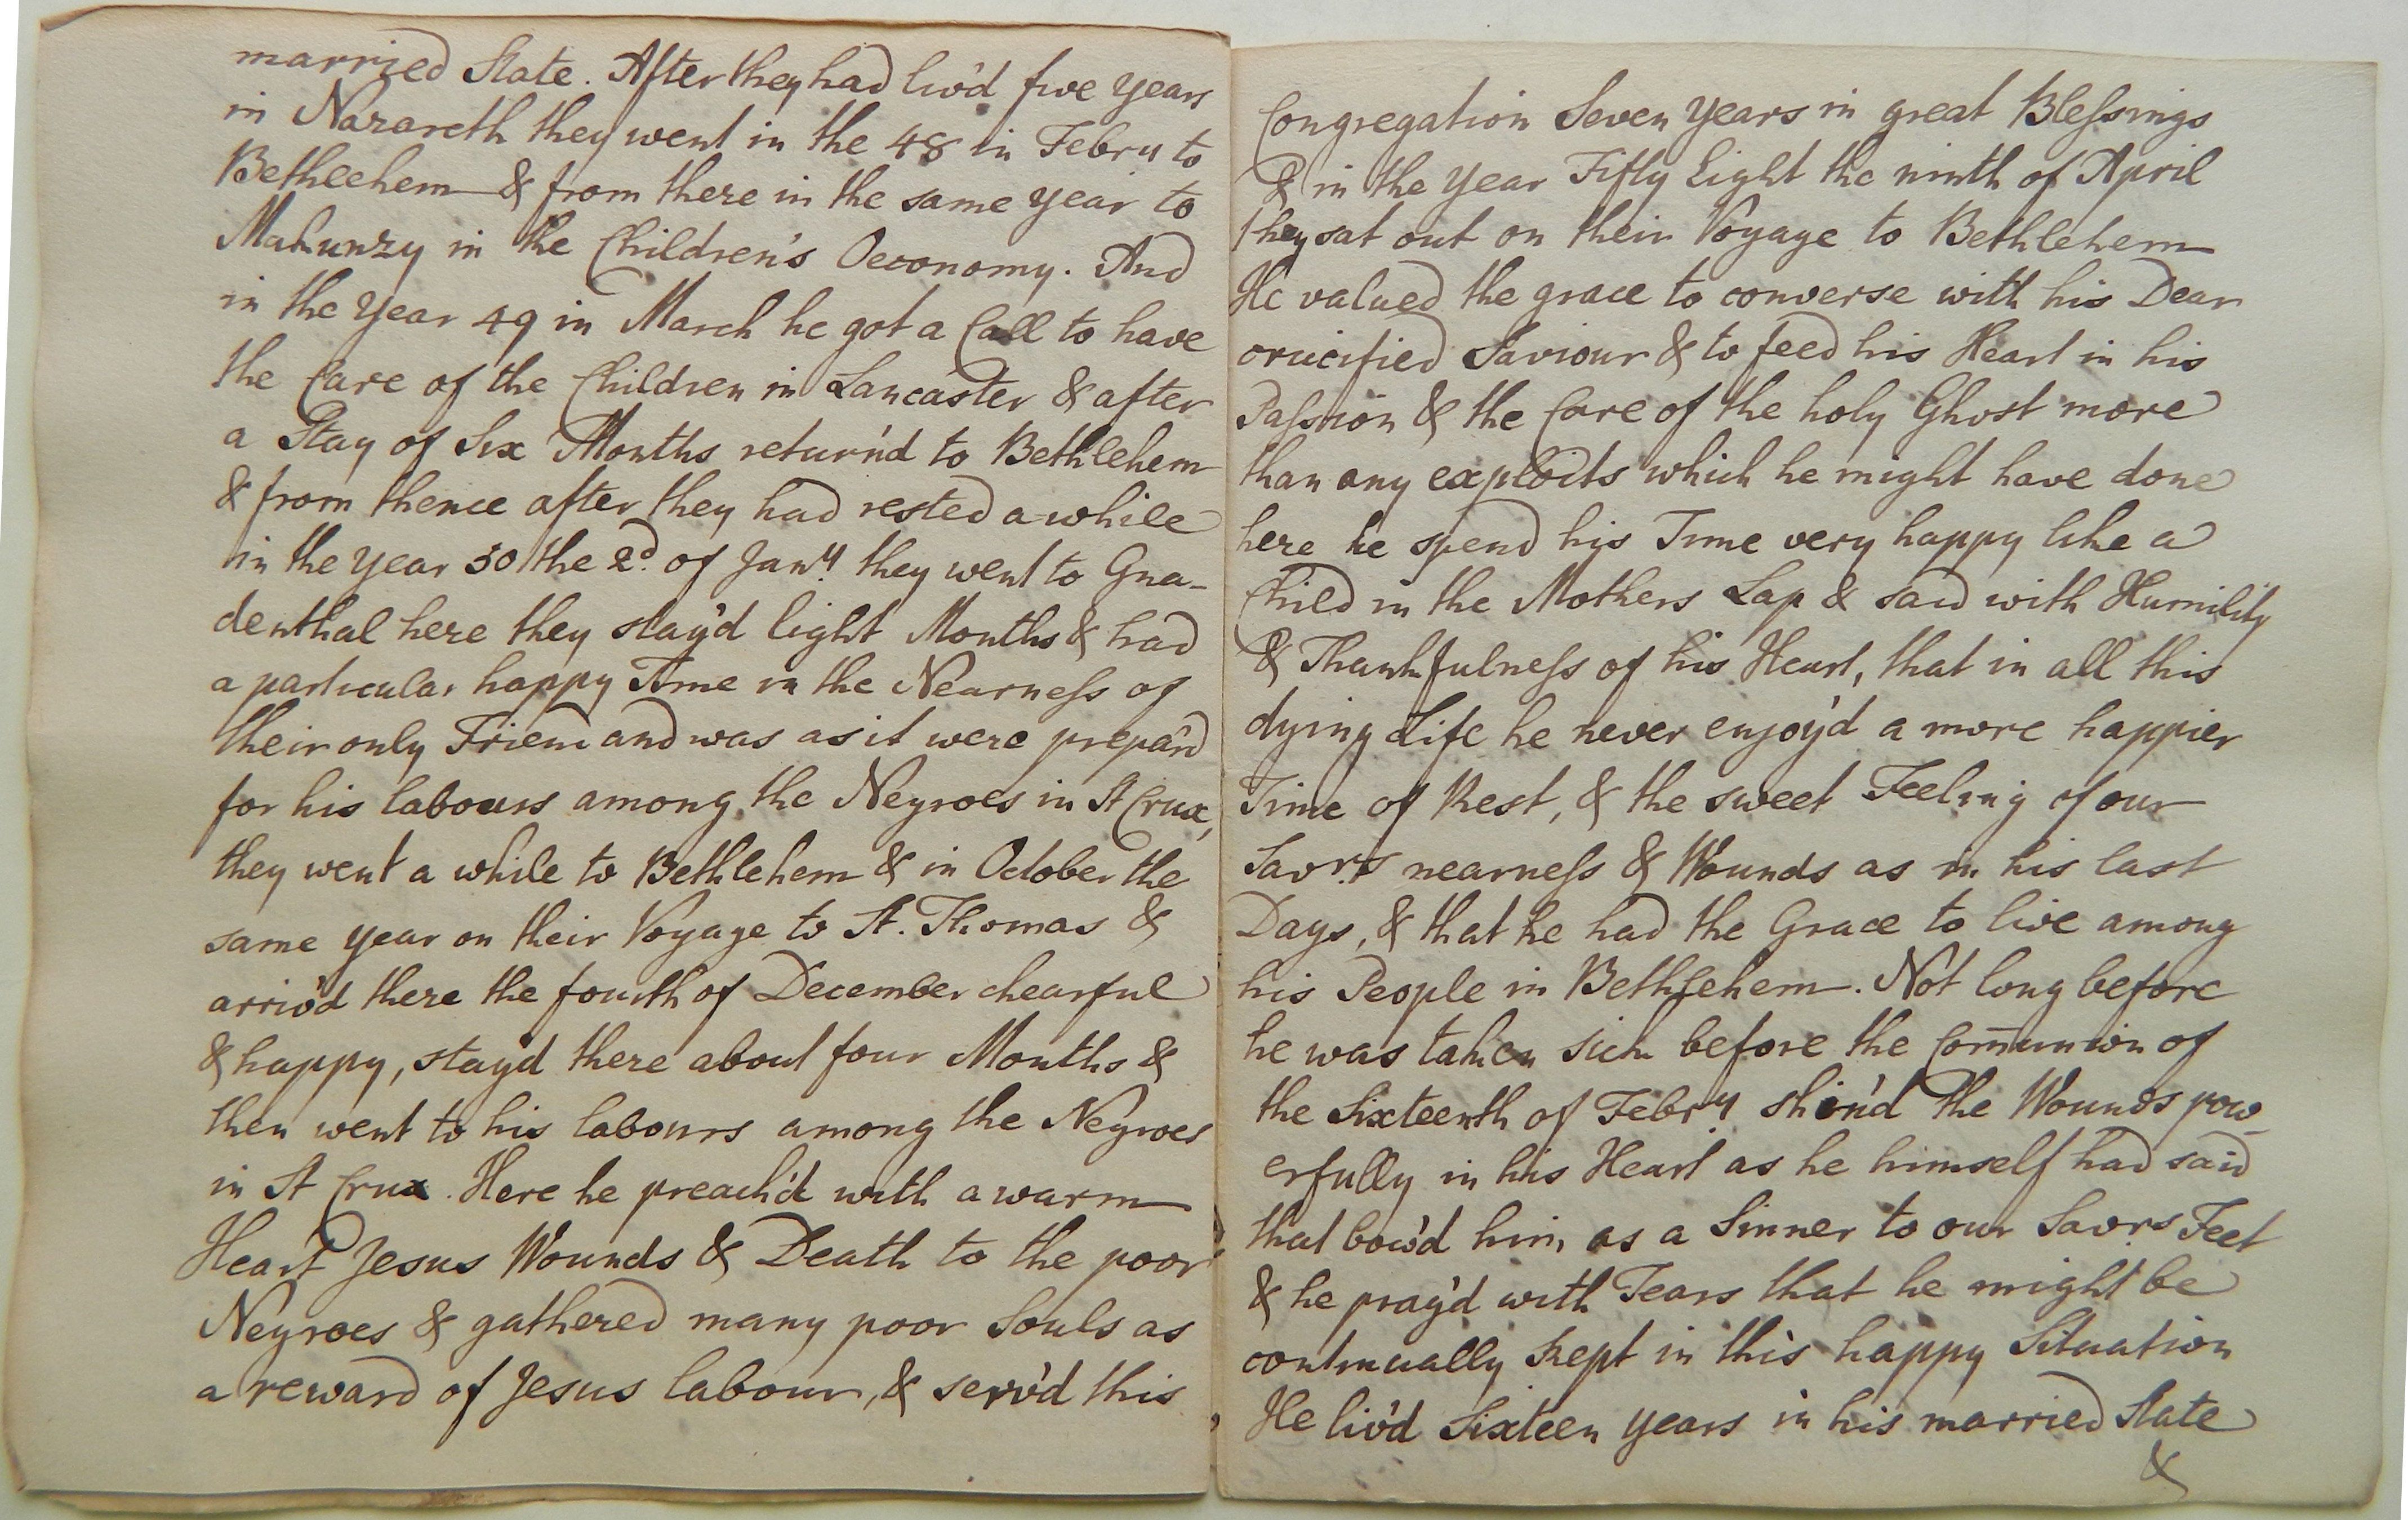 married State. After they had liv'd five years
in Nazareth they went in the 48 in Febry to
Bethlehem & from there in the same year to
Makunzy in the Children's Oeconomy. And
in the Year 49 in March he got a Call to have
the Care of the Children in Lancaster & after
a Stay of Six Months return'd to Bethlehem
& from thence after they had rested a while
in the year 50 the 2d. of Jany. they went to Gna-
denthal here they stay'd Eight Months & had
a particular happy Time in the Nearness of
their only Friend and was as it were prepar'd
for his labours among the Negroes in St Crux,
they went a while to Bethlehem & in October the
same year on their Voyage to St. Thomas &
arriv'd there the fourth of December chearful
& happy, stay'd there about four Months &
then went to his labours among the Negroes
in St Crux. Here he preach'd with a warm
Heart Jesus Wounds & Death to the poor
Negroes & gathered many poor Souls as
a reward of Jesus labour, & serv'd this
Congregation Seven Years in great Blessings
& in the Year Fifty Eight the ninth of April
they sat out on their Voyage to Bethlehem
He valued the grace to converse with his Dear
crucified Saviour & to feed his Heart in his
Passion & the Care of the holy Ghost more
than any exploits which he might have done
here he spend his Time very happy like a
Child in the Mothers Lap & said with Humility
& Thankfulness of his Heart, that in all this
dying Life he never enjoy'd a more happier
Time of Rest, & the sweet Feeling of our
Savrs. nearness & Wounds as in his last
Days, & that he had the Grace to live among
his People in Bethlehem. Not long before
he was taken sick before the Com̄union of
the Sixteenth of Febry. shin'd the Wounds pow-
erfully in his Heart as he himself had said
that bow'd him as a Sinner to our Savrs. Feet
& he pray'd with Tears that he might be
continually kept in this happy Situation
He liv'd Sixteen years in his married State
&